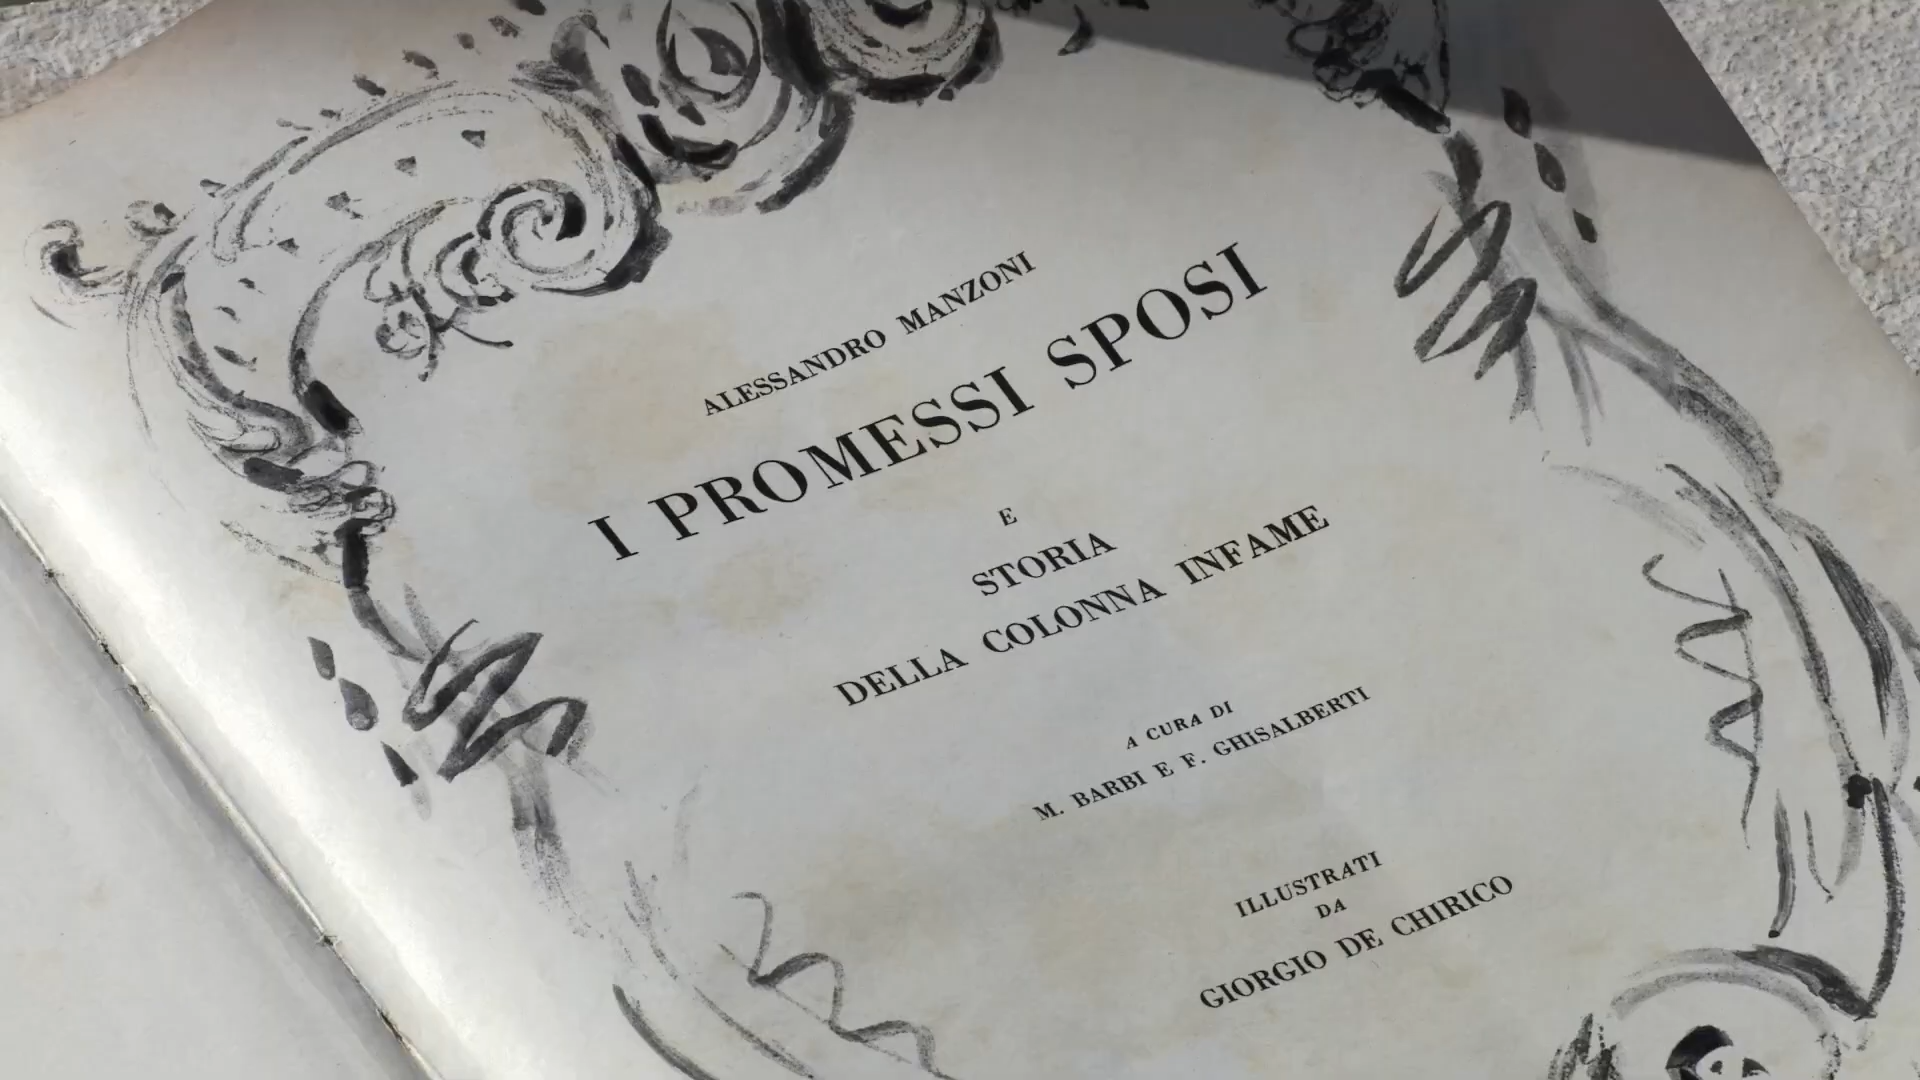 ALESSANDRO MANZONI
I PROMESSI SPOSI
E
STORIA
DELLA COLONNA INFAME
A CURA DI
M. BARBI E F. GHISALBERTI
ILLUSTRATI
DA
GIORGIO DE CHIRICO